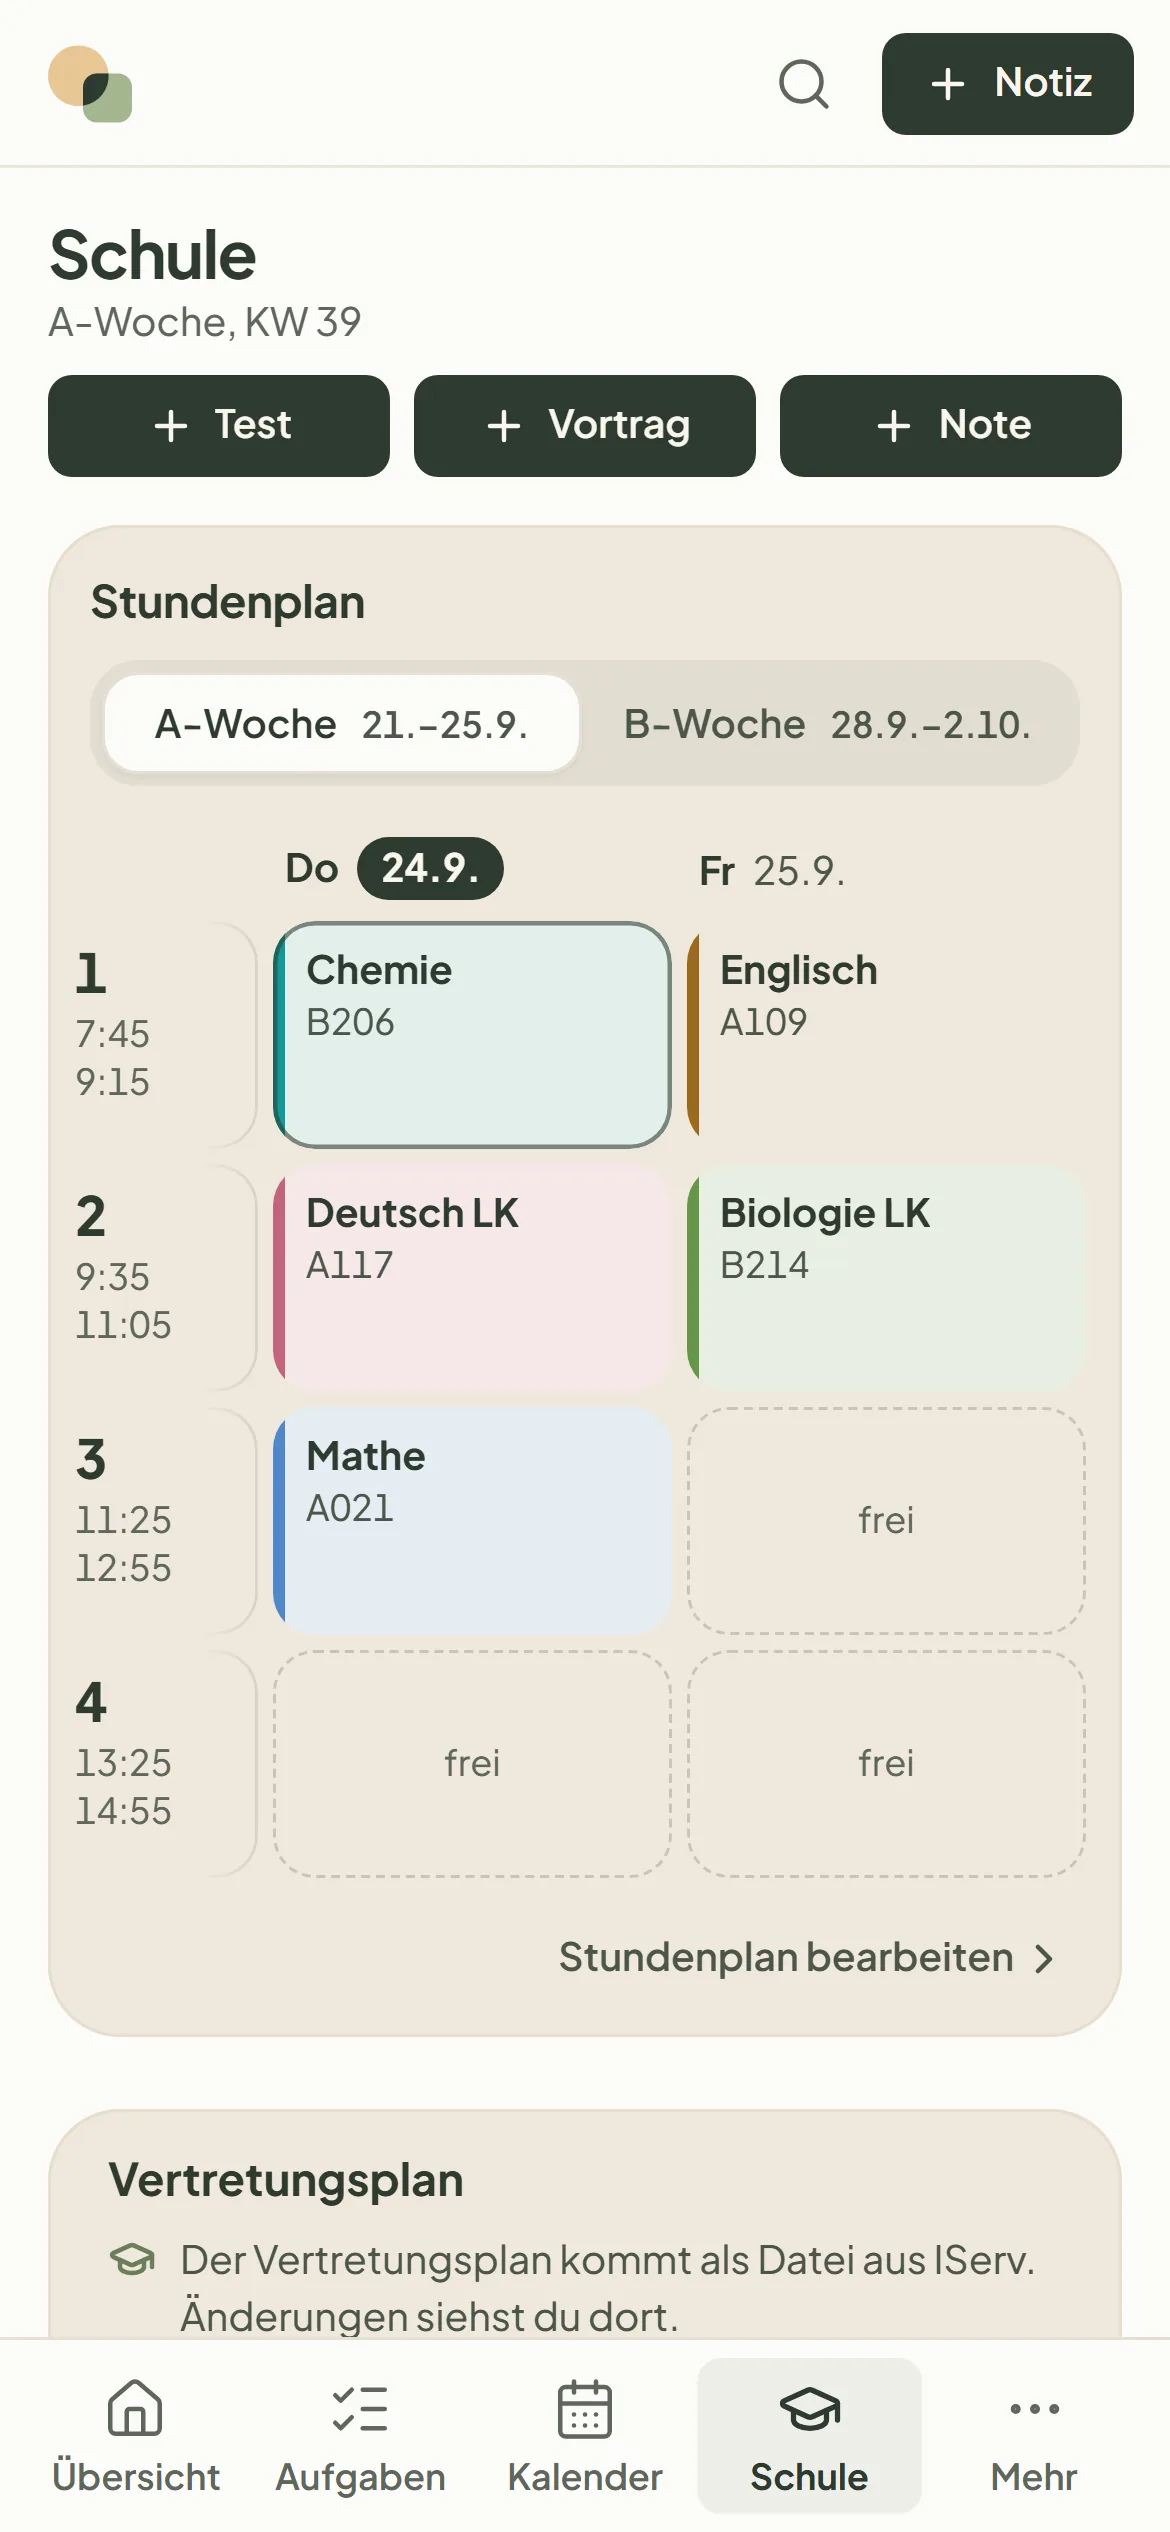 Notiz
Schule
A-Woche, KW 39
Test
Vortrag
Note
Stundenplan
A-Woche 21.–25.9.
B-Woche 28.9.–2.10.
Do 24.9.
Fr 25.9.
1
7:45
9:15
Chemie
B206
Englisch
A109
2
9:35
11:05
Deutsch LK
A117
Biologie LK
B214
3
11:25
12:55
Mathe
A021
frei
4
13:25
14:55
frei
frei
Stundenplan bearbeiten
Vertretungsplan
Der Vertretungsplan kommt als Datei aus IServ.
Änderungen siehst du dort.
Übersicht
Aufgaben
Kalender
Schule
Mehr